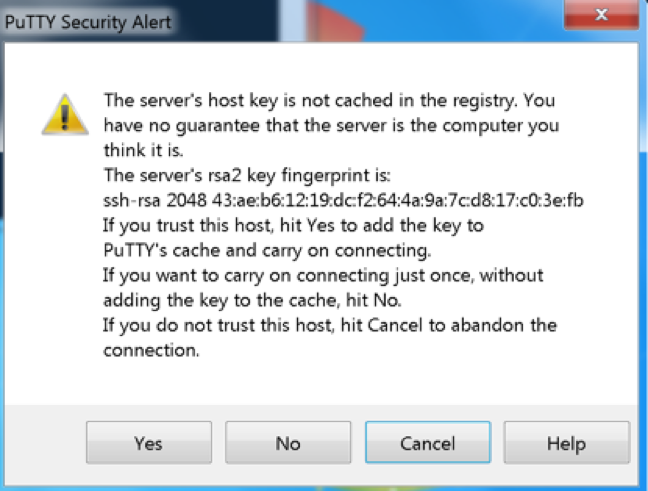 PuTTY Security Alert
The server's host key is not cached in the registry. You
have no guarantee that the server is the computer you
think it is.
The server's rsa2 key fingerprint is:
ssh-rsa 2048 43:ae:b6:12:19:dc:f2:64:4a:9a:7c:d8:17:c0:3e:fb
If you trust this host, hit Yes to add the key to
PuTTY's cache and carry on connecting.
If you want to carry on connecting just once, without
adding the key to the cache, hit No.
If you do not trust this host, hit Cancel to abandon the
connection.
Yes No Cancel Help